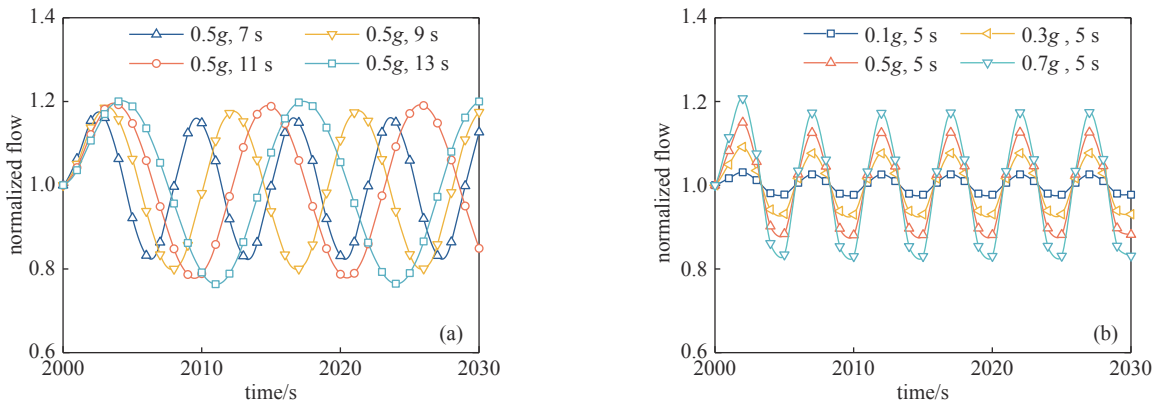 1.4
0.5g, 7 s
0.5g, 9 s
0.5g, 11 s
0.5g, 13 s
1.2
1.0
0.8
0.6
normalized flow
(a)
2000
2010
2020
2030
time/s
1.4
0.1g, 5 s
0.3g , 5 s
0.5g, 5 s
0.7g , 5 s
1.2
1.0
0.8
0.6
normalized flow
(b)
2000
2010
2020
2030
time/s